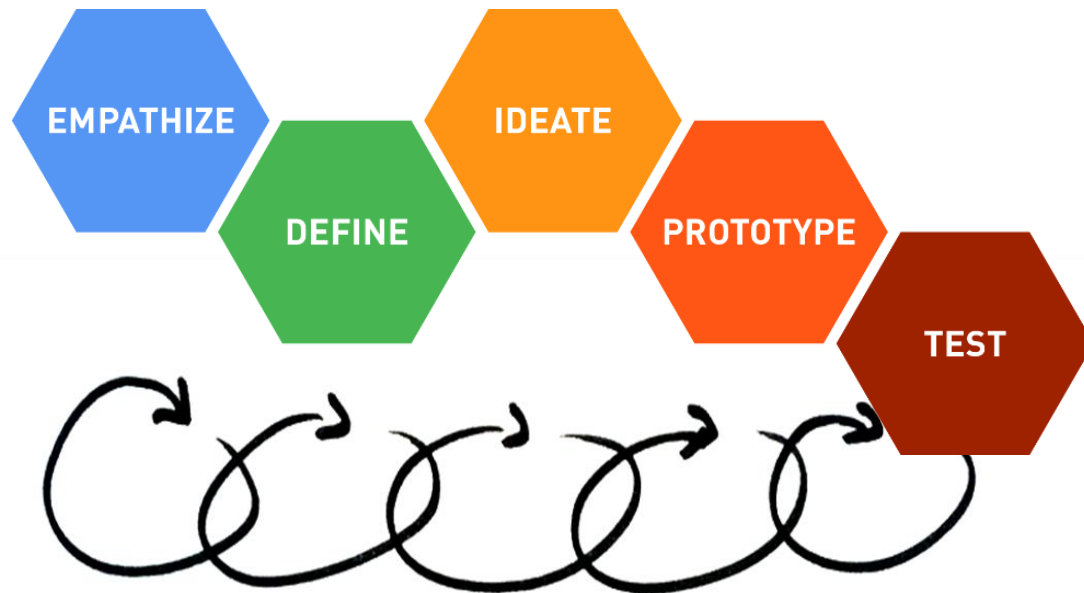 EMPATHIZE
DEFINE
IDEATE
PROTOTYPE
TEST